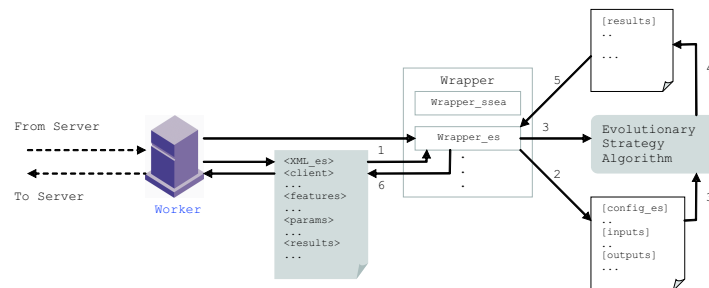 [results]
..
...
4
5
Wrapper
Wrapper_ssea
From Server
Wrapper_es
3
Evolutionary
Strategy
Algorithm
1
<XML_es>
<client>
...
<features>
...
<params>
...
<results>
...
.
.
.
2
6
To Server
Worker
[config_es]
..
[inputs]
..
[outputs]
...